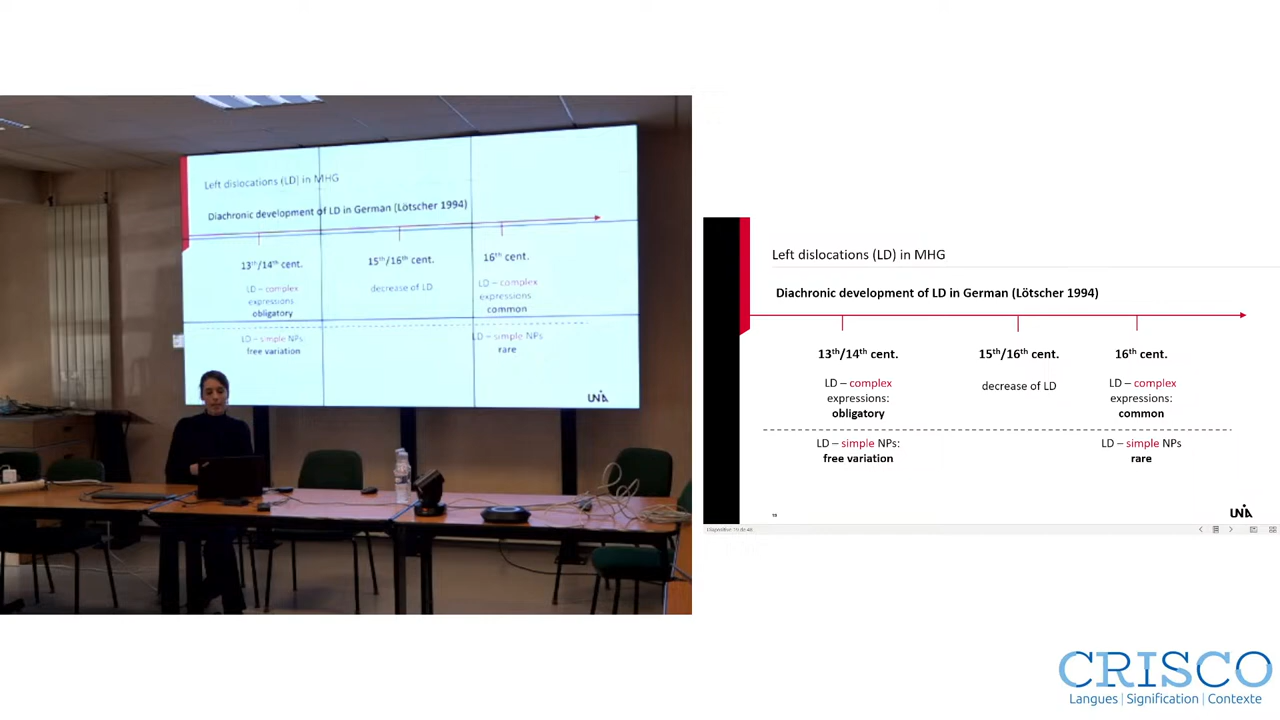 Left dislocations (LD) in MHG
Diachronic development of LD in German (Lötscher 1994)
13th/14th cent.
15th/16th cent.
16th cent.
LD – complex
expressions:
obligatory
decrease of LD
LD – complex
expressions:
common
LD – simple NPs:
free variation
LD – simple NPs
rare
UNIA
Left dislocations (LD) in MHG
Diachronic development of LD in German (Lötscher 1994)
13th/14th cent.
15th/16th cent.
16th cent.
LD – complex
expressions:
obligatory
decrease of LD
LD – complex
expressions:
common
LD – simple NPs:
free variation
LD – simple NPs
rare
UNIA
CRISCO
Langues | Signification | Contexte